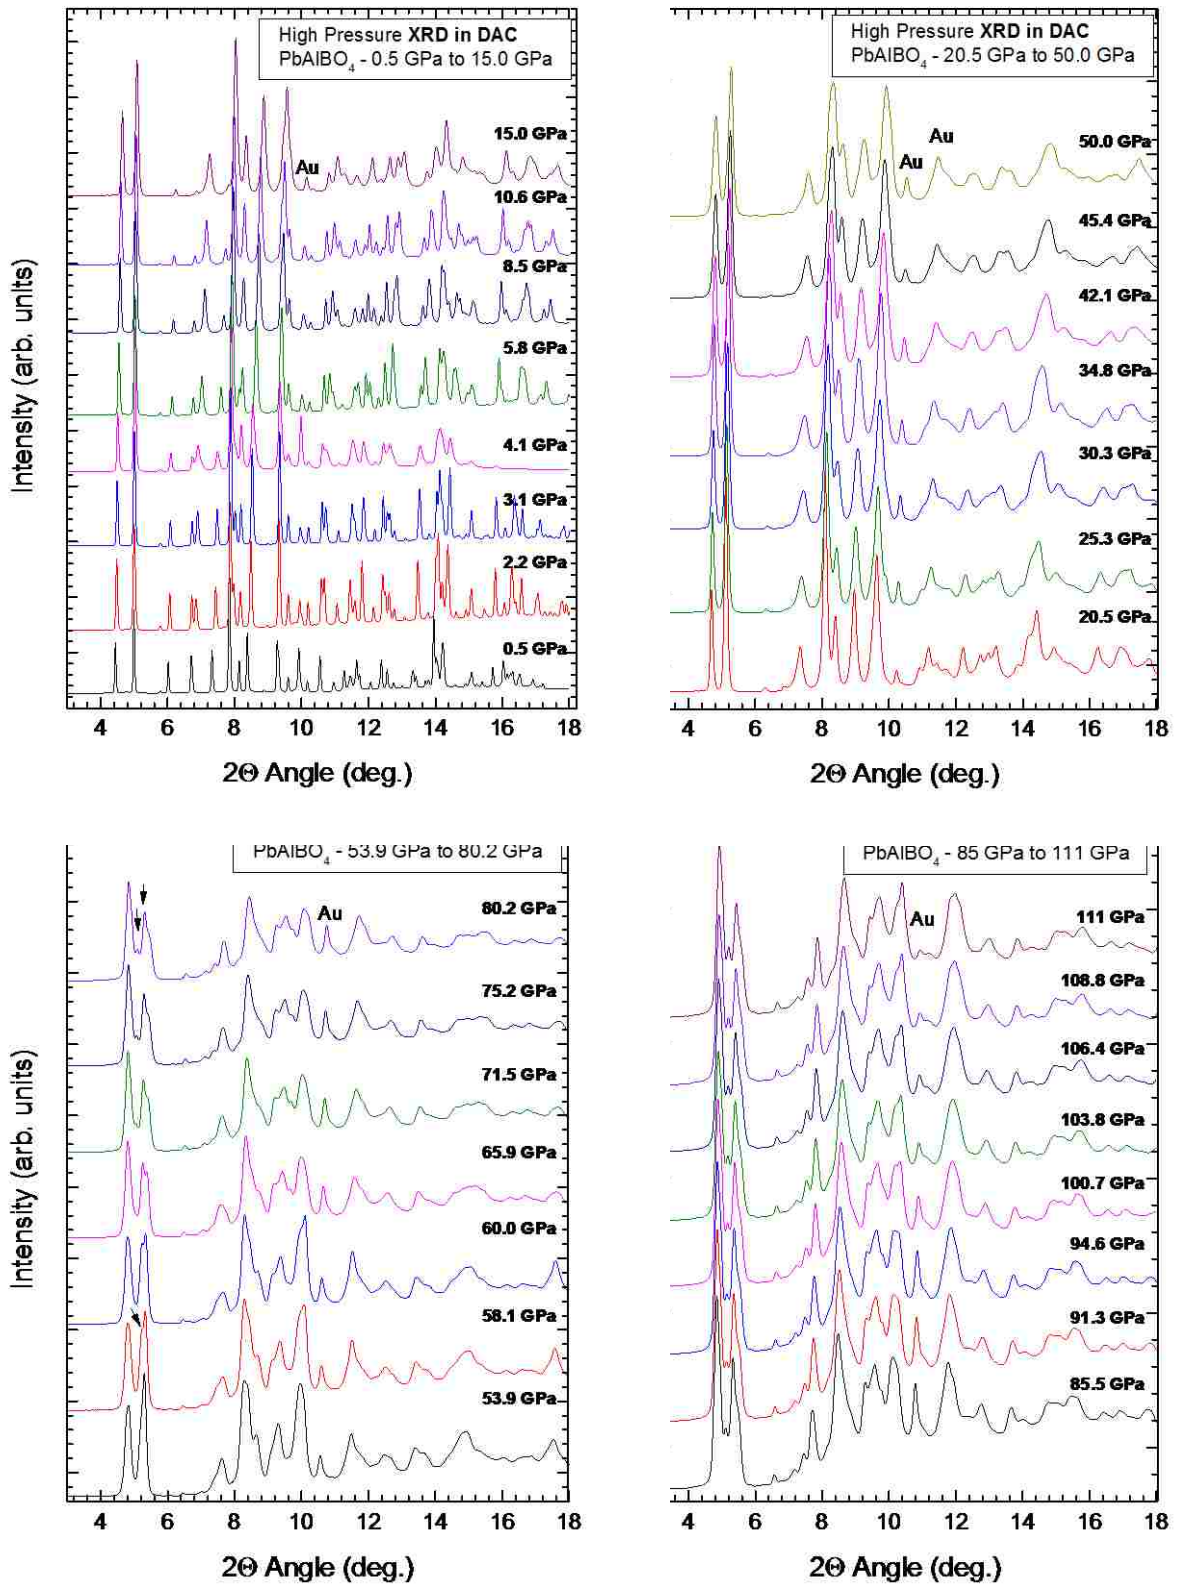 High Pressure XRD in DAC
PbAlBO4 - 0.5 GPa to 15.0 GPa
15.0 GPa
Au
10.6 GPa
8.5 GPa
5.8 GPa
4.1 GPa
3.1 GPa
2.2 GPa
0.5 GPa
Intensity (arb. units)
4 6 8 10 12 14 16 18
2Θ Angle (deg.)
High Pressure XRD in DAC
PbAlBO4 - 20.5 GPa to 50.0 GPa
50.0 GPa
Au
Au
45.4 GPa
42.1 GPa
34.8 GPa
30.3 GPa
25.3 GPa
20.5 GPa
4 6 8 10 12 14 16 18
2Θ Angle (deg.)
PbAlBO4 - 53.9 GPa to 80.2 GPa
80.2 GPa
Au
75.2 GPa
71.5 GPa
65.9 GPa
60.0 GPa
58.1 GPa
53.9 GPa
Intensity (arb. units)
4 6 8 10 12 14 16 18
2Θ Angle (deg.)
PbAlBO4 - 85 GPa to 111 GPa
111 GPa
Au
108.8 GPa
106.4 GPa
103.8 GPa
100.7 GPa
94.6 GPa
91.3 GPa
85.5 GPa
4 6 8 10 12 14 16 18
2Θ Angle (deg.)